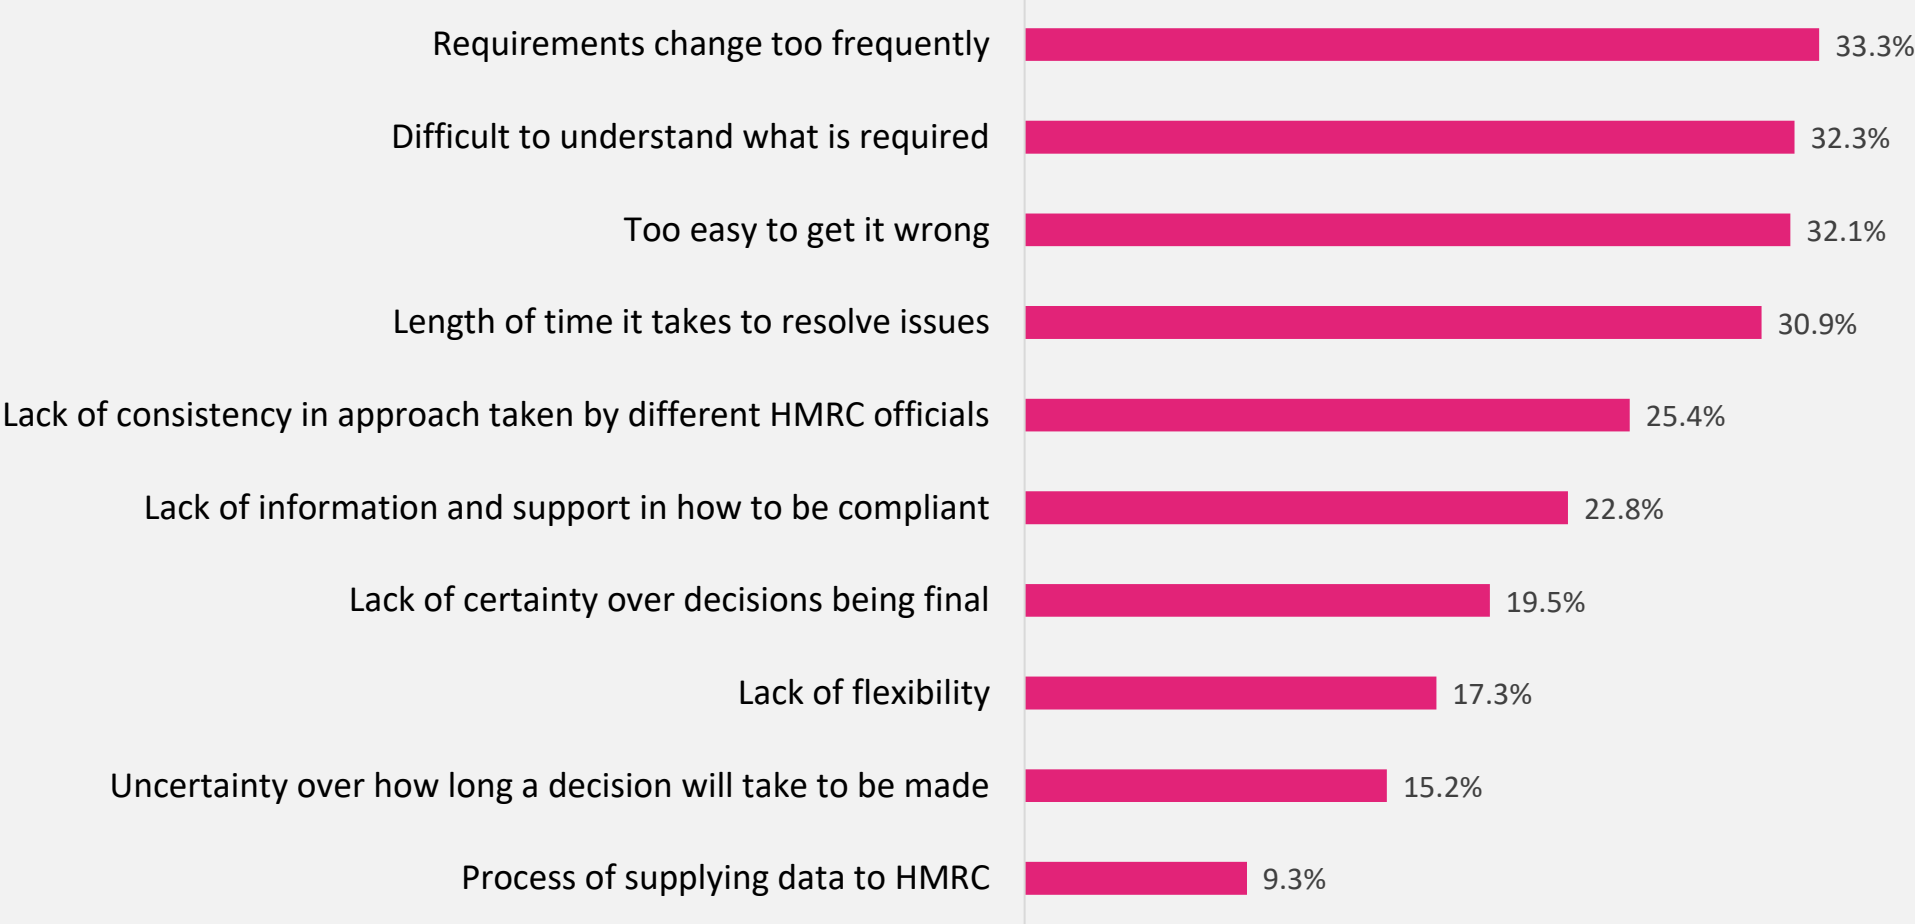 Requirements change too frequently 33.3%
Difficult to understand what is required 32.3%
Too easy to get it wrong 32.1%
Length of time it takes to resolve issues 30.9%
Lack of consistency in approach taken by different HMRC officials 25.4%
Lack of information and support in how to be compliant 22.8%
Lack of certainty over decisions being final 19.5%
Lack of flexibility 17.3%
Uncertainty over how long a decision will take to be made 15.2%
Process of supplying data to HMRC 9.3%